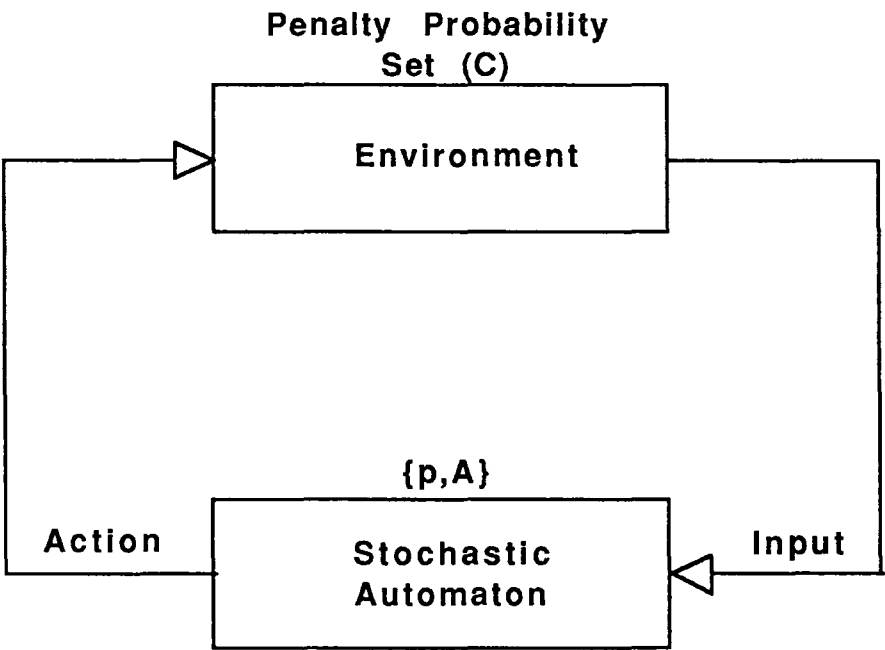 Penalty Probability
Set (C)
Environment
{p,A}
Action
Stochastic
Automaton
Input